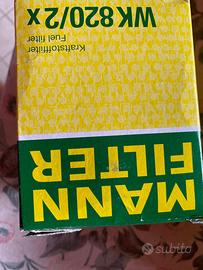 WK 820/2 x
Kraftstofffilter
Fuel filter
MANN
FILTER
subito